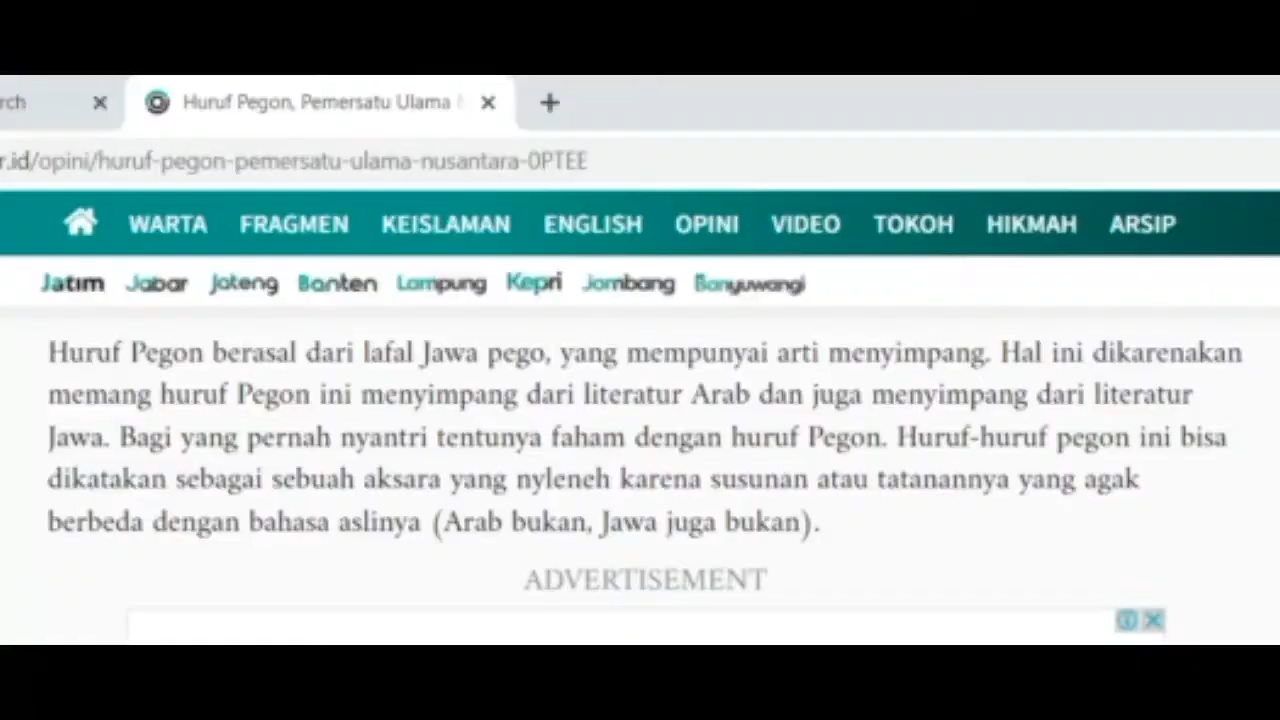 rch
Huruf Pegon, Pemersatu Ulama
r.id/opini/huruf-pegon-pemersatu-ulama-nusantara-0PTEE
WARTA FRAGMEN KEISLAMAN ENGLISH OPINI VIDEO TOKOH HIKMAH ARSIP
Jatim Jabar Jateng Banten Lampung Kepri Jombang Banyuwangi
Huruf Pegon berasal dari lafal Jawa pego, yang mempunyai arti menyimpang. Hal ini dikarenakan
memang huruf Pegon ini menyimpang dari literatur Arab dan juga menyimpang dari literatur
Jawa. Bagi yang pernah nyantri tentunya faham dengan huruf Pegon. Huruf-huruf pegon ini bisa
dikatakan sebagai sebuah aksara yang nyleneh karena susunan atau tatanannya yang agak
berbeda dengan bahasa aslinya (Arab bukan, Jawa juga bukan).
ADVERTISEMENT